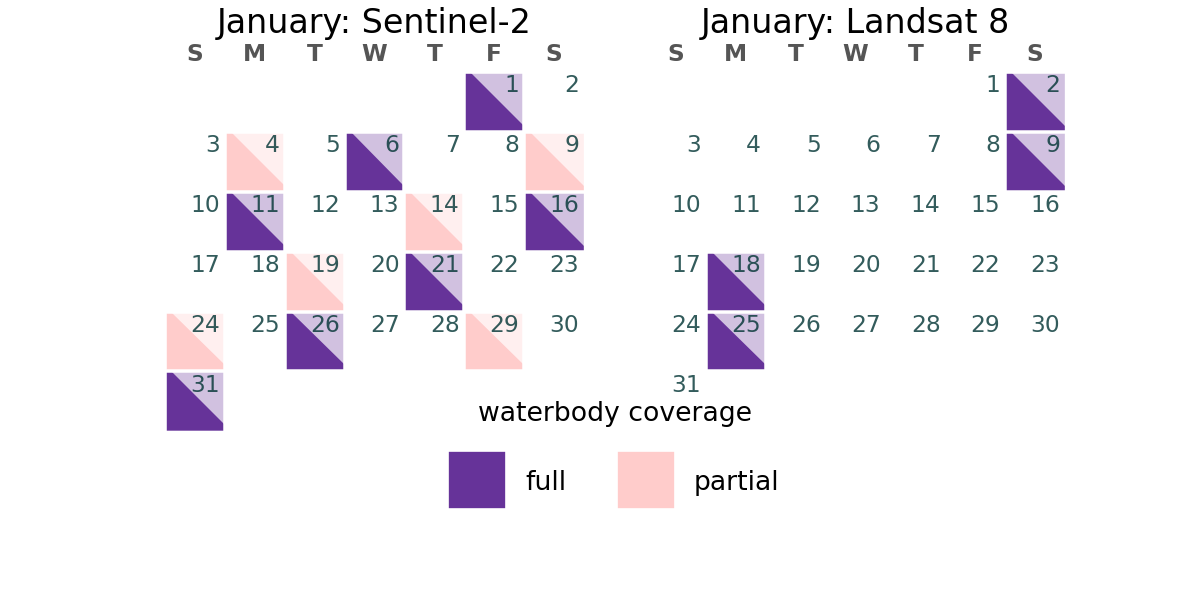 January: Sentinel-2
S M T W T F S
1 2
3 4 5 6 7 8 9
10 11 12 13 14 15 16
17 18 19 20 21 22 23
24 25 26 27 28 29 30
31
January: Landsat 8
S M T W T F S
1 2
3 4 5 6 7 8 9
10 11 12 13 14 15 16
17 18 19 20 21 22 23
24 25 26 27 28 29 30
31
waterbody coverage
full partial